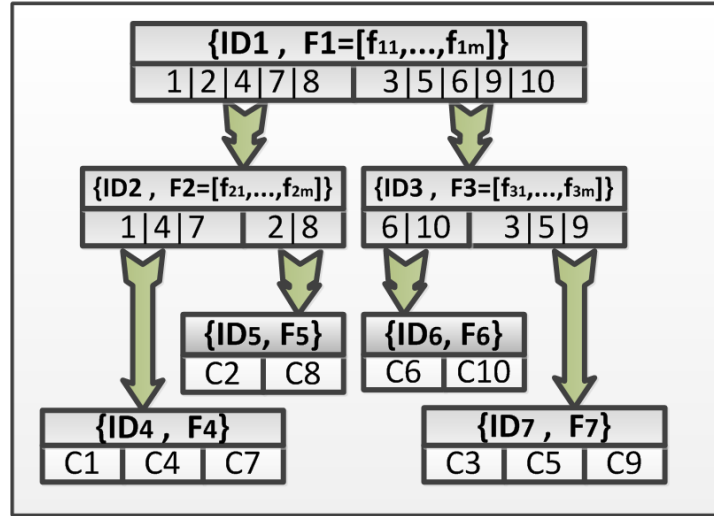 {ID1 , F1=[f11,...,f1m]}
1|2|4|7|8 3|5|6|9|10
{ID2 , F2=[f21,...,f2m]} {ID3 , F3=[f31,...,f3m]}
1|4|7 2|8 6|10 3|5|9
{ID5, F5} {ID6, F6}
C2 C8 C6 C10
{ID4 , F4} {ID7 , F7}
C1 C4 C7 C3 C5 C9